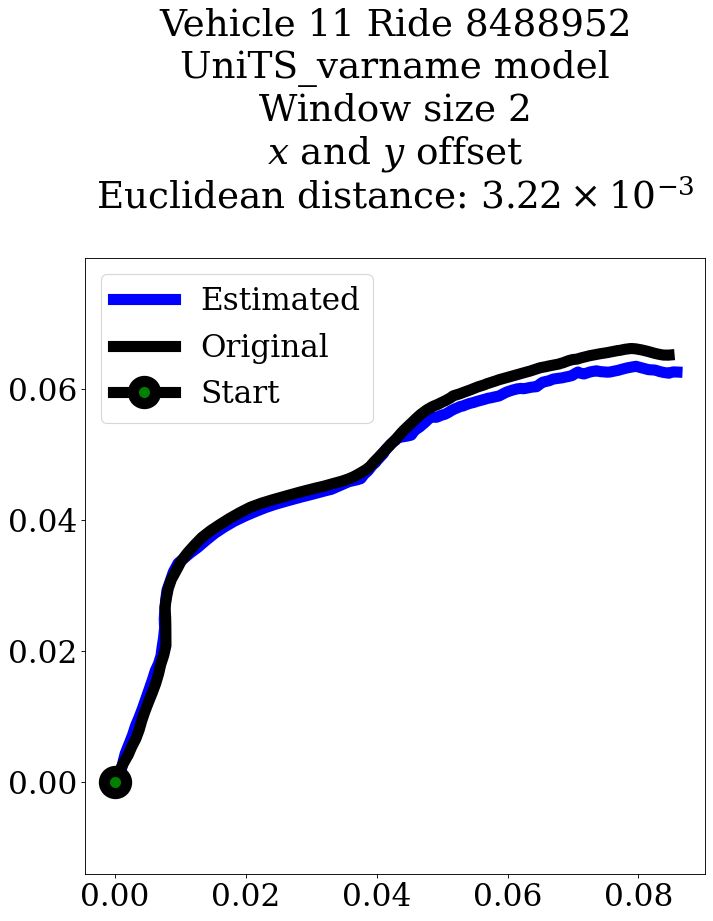 Vehicle 11 Ride 8488952
UniTS_varname model
Window size 2
x and y offset
Euclidean distance: 3.22 × 10⁻³
Estimated
Original
Start
0.06
0.04
0.02
0.00
0.00 0.02 0.04 0.06 0.08